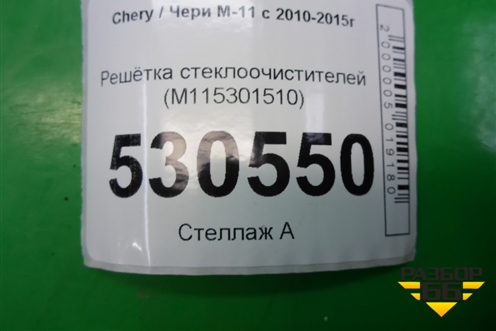 Chery / Чери М-11 с 2010-2015г
Решётка стеклоочистителей
(M115301510)
530550
Стеллаж А
2000005019180
РАЗБОР
66